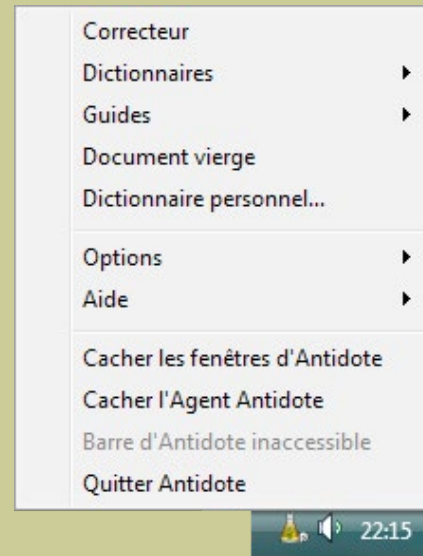 Correcteur
Dictionnaires
Guides
Document vierge
Dictionnaire personnel...
Options
Aide
Cacher les fenêtres d'Antidote
Cacher l'Agent Antidote
Barre d'Antidote inaccessible
Quitter Antidote
22:15